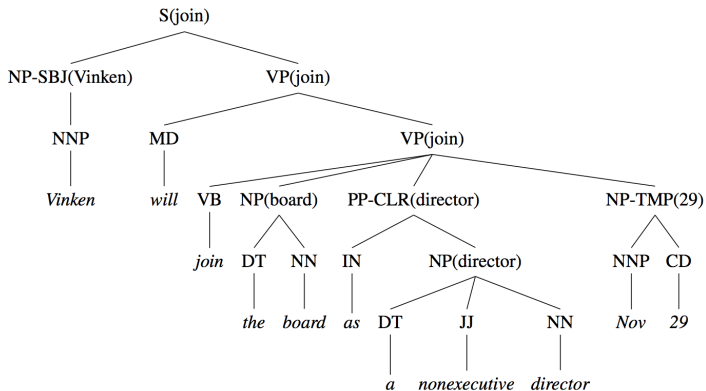 S(join)
NP-SBJ(Vinken) VP(join)
NNP MD VP(join)
Vinken will VB NP(board) PP-CLR(director) NP-TMP(29)
join DT NN IN NP(director) NNP CD
the board as DT JJ NN Nov 29
a nonexecutive director